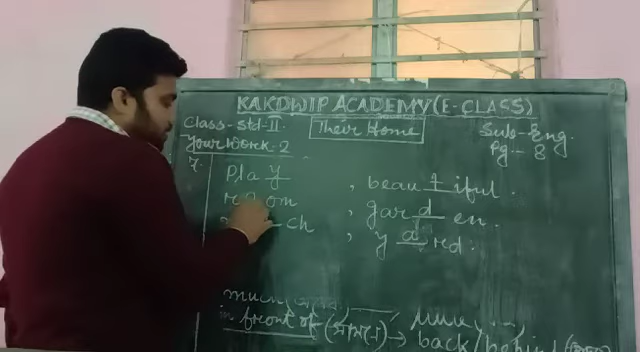 KAKDWIP ACADEMY (E-CLASS)
Class - Std-II. Their Home Sub - Eng.
Your Work - 2 Pg. - 8
7. Play , beautiful .
room , garden .
ch , yard .
much
in front of ( → back/behind (